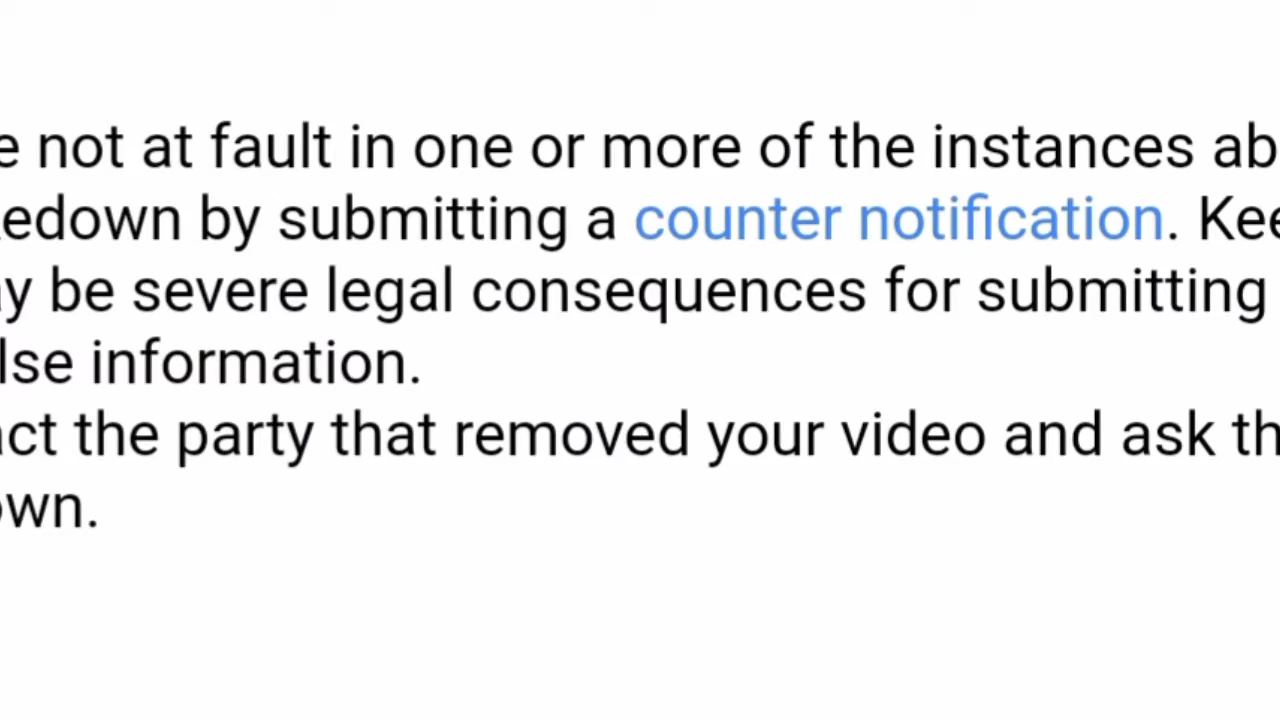 e not at fault in one or more of the instances ab
edown by submitting a counter notification. Kee
y be severe legal consequences for submitting
lse information.
ct the party that removed your video and ask th
own.